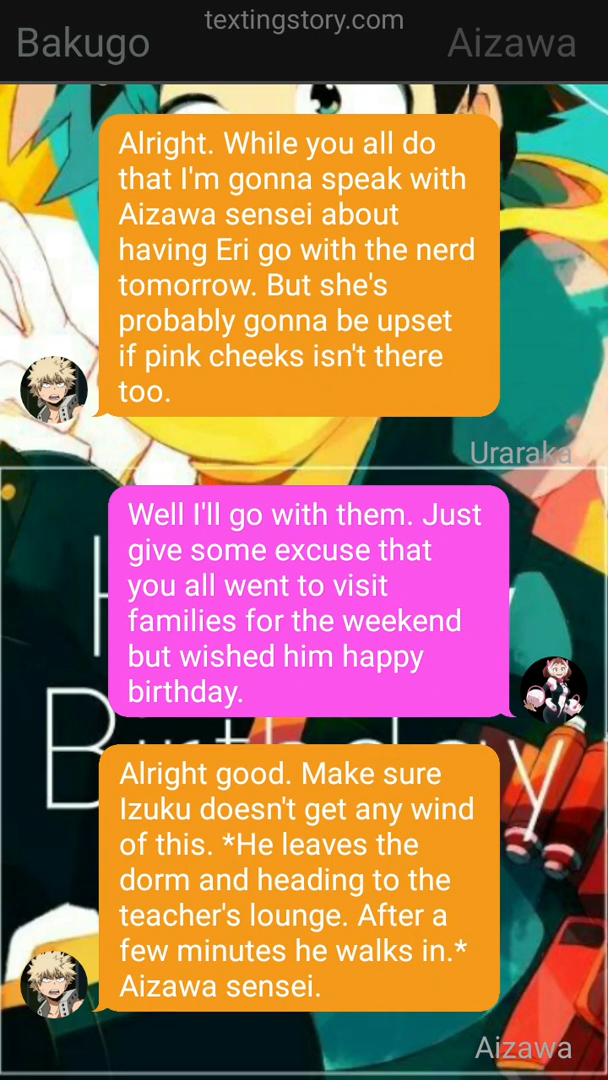 textingstory.com
Bakugo
Aizawa
Alright. While you all do
that I'm gonna speak with
Aizawa sensei about
having Eri go with the nerd
tomorrow. But she's
probably gonna be upset
if pink cheeks isn't there
too.
Uraraka
Well I'll go with them. Just
give some excuse that
you all went to visit
families for the weekend
but wished him happy
birthday.
Birthday
Alright good. Make sure
Izuku doesn't get any wind
of this. *He leaves the
dorm and heading to the
teacher's lounge. After a
few minutes he walks in.*
Aizawa sensei.
Aizawa